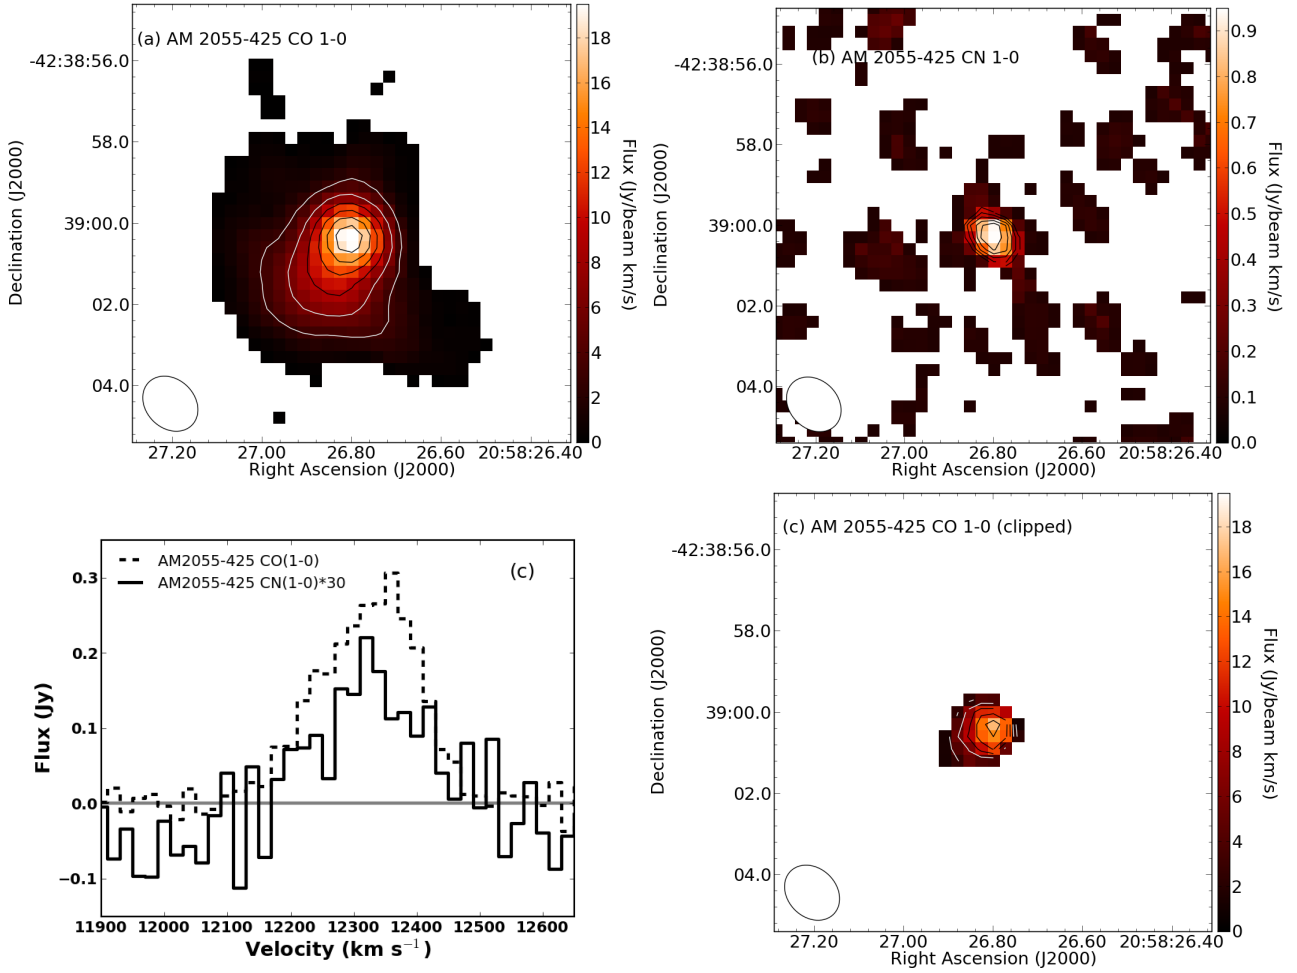 (a) AM 2055-425 CO 1-0
-42:38:56.0
58.0
39:00.0
02.0
04.0
Declination (J2000)
27.20 27.00 26.80 26.60 20:58:26.40
Right Ascension (J2000)
18
16
14
12
10
8
6
4
2
0
Flux (Jy/beam km/s)
(b) AM 2055-425 CN 1-0
-42:38:56.0
58.0
39:00.0
02.0
04.0
Declination (J2000)
27.20 27.00 26.80 26.60 20:58:26.40
Right Ascension (J2000)
0.9
0.8
0.7
0.6
0.5
0.4
0.3
0.2
0.1
0.0
Flux (Jy/beam km/s)
AM2055-425 CO(1-0)
AM2055-425 CN(1-0)*30
(c)
0.3
0.2
0.1
0.0
−0.1
Flux (Jy)
11900 12000 12100 12200 12300 12400 12500 12600
Velocity (km s⁻¹)
(c) AM 2055-425 CO 1-0 (clipped)
-42:38:56.0
58.0
39:00.0
02.0
04.0
Declination (J2000)
27.20 27.00 26.80 26.60 20:58:26.40
Right Ascension (J2000)
18
16
14
12
10
8
6
4
2
0
Flux (Jy/beam km/s)